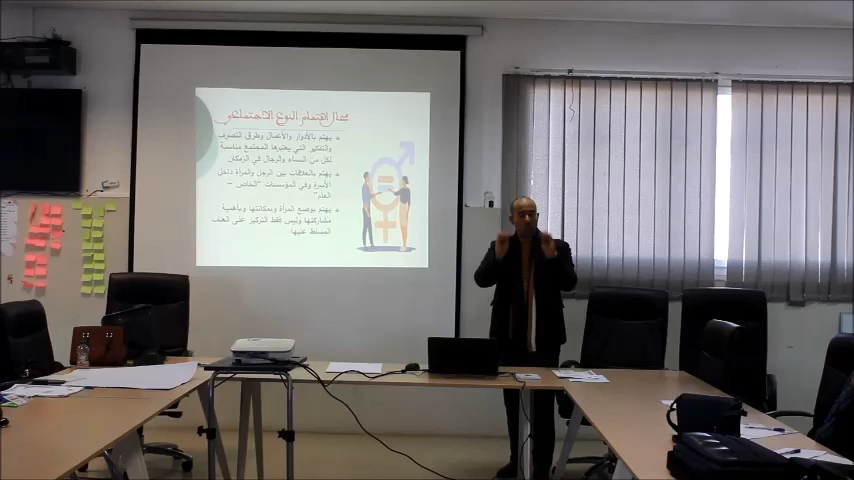 مجال اهتمام النوع الاجتماعي
يهتم بالأدوار والأعمال وطرق التصرف
والتفكير التي يعتبرها المجتمع مناسبة
لكل من النساء والرجال في الزمكان.
يهتم بالعلاقات بين الرجل والمرأة داخل
الأسرة وفي المؤسسات "الخاص –
العام"
يهتم بوضع المرأة وبمكانتها وبأهمية
مشاركتها وليس فقط التركيز على العنف
المسلط عليها.